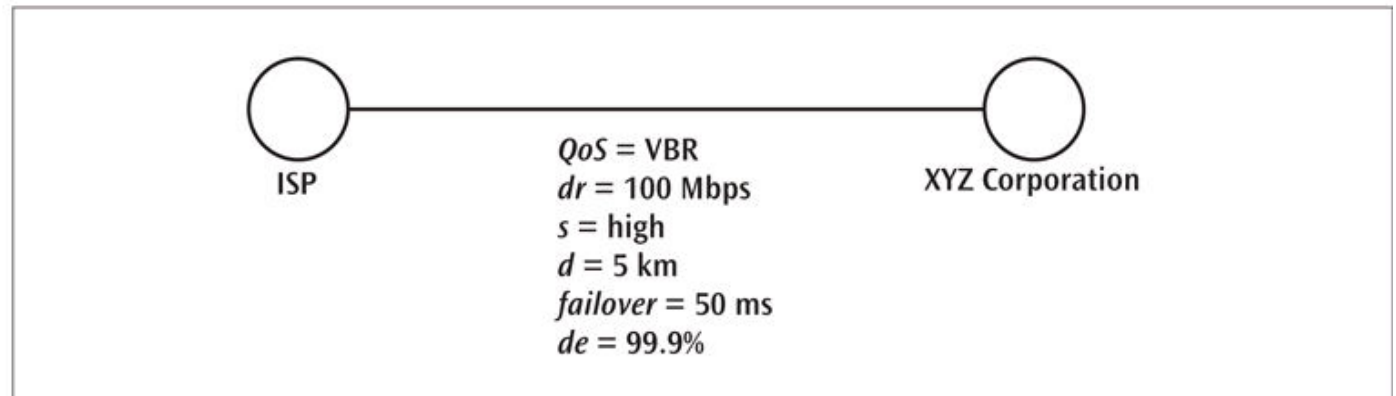 ISP
QoS = VBR
dr = 100 Mbps
s = high
d = 5 km
failover = 50 ms
de = 99.9%
XYZ Corporation